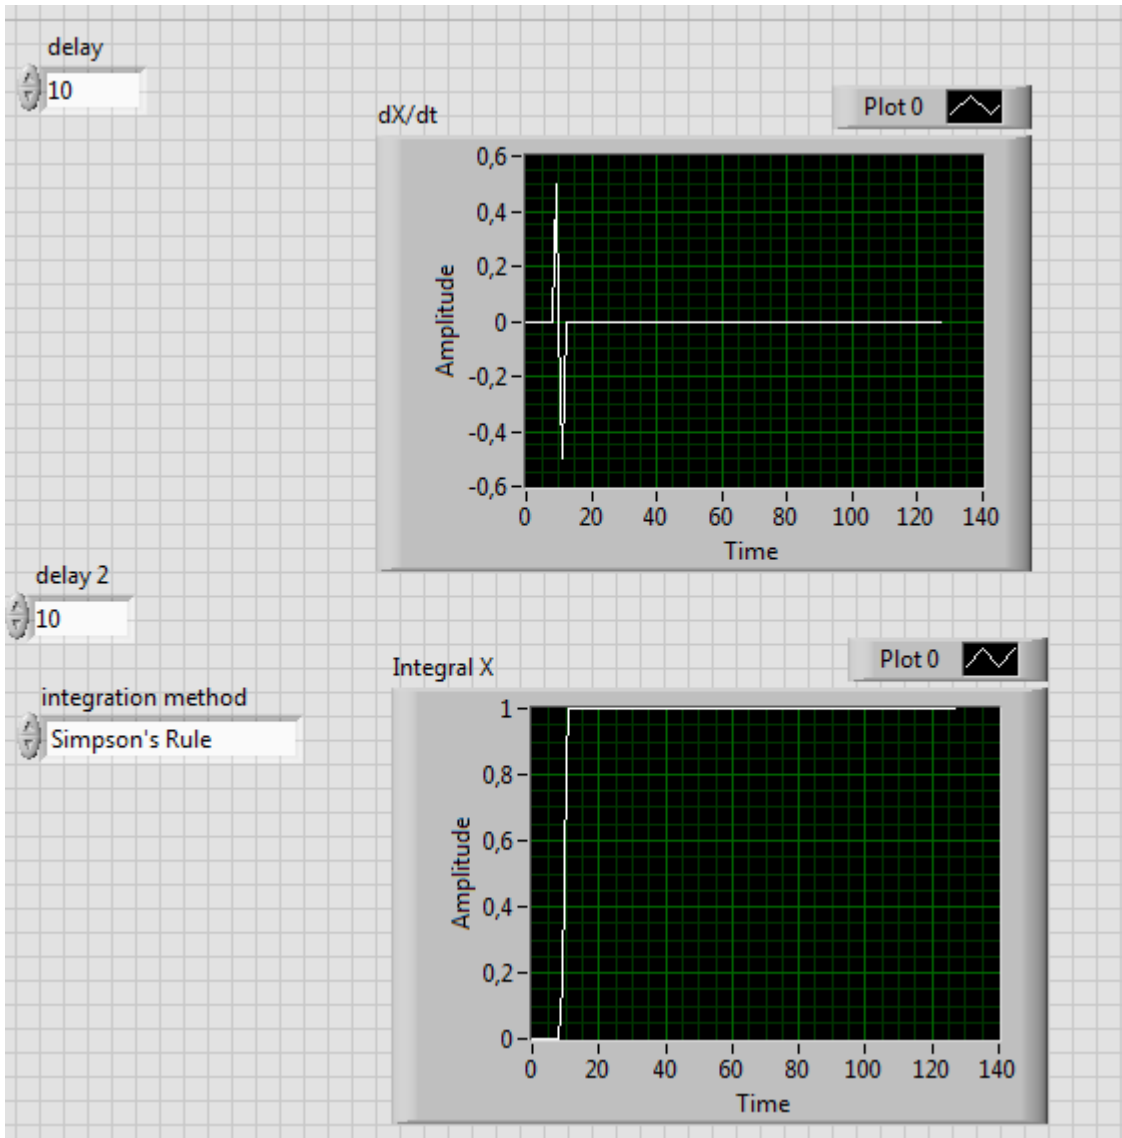 delay
10
dX/dt
Plot 0
0,6
0,4
0,2
0
-0,2
-0,4
-0,6
Amplitude
0 20 40 60 80 100 120 140
Time
delay 2
10
integration method
Simpson's Rule
Integral X
Plot 0
1
0,8
0,6
0,4
0,2
0
Amplitude
0 20 40 60 80 100 120 140
Time